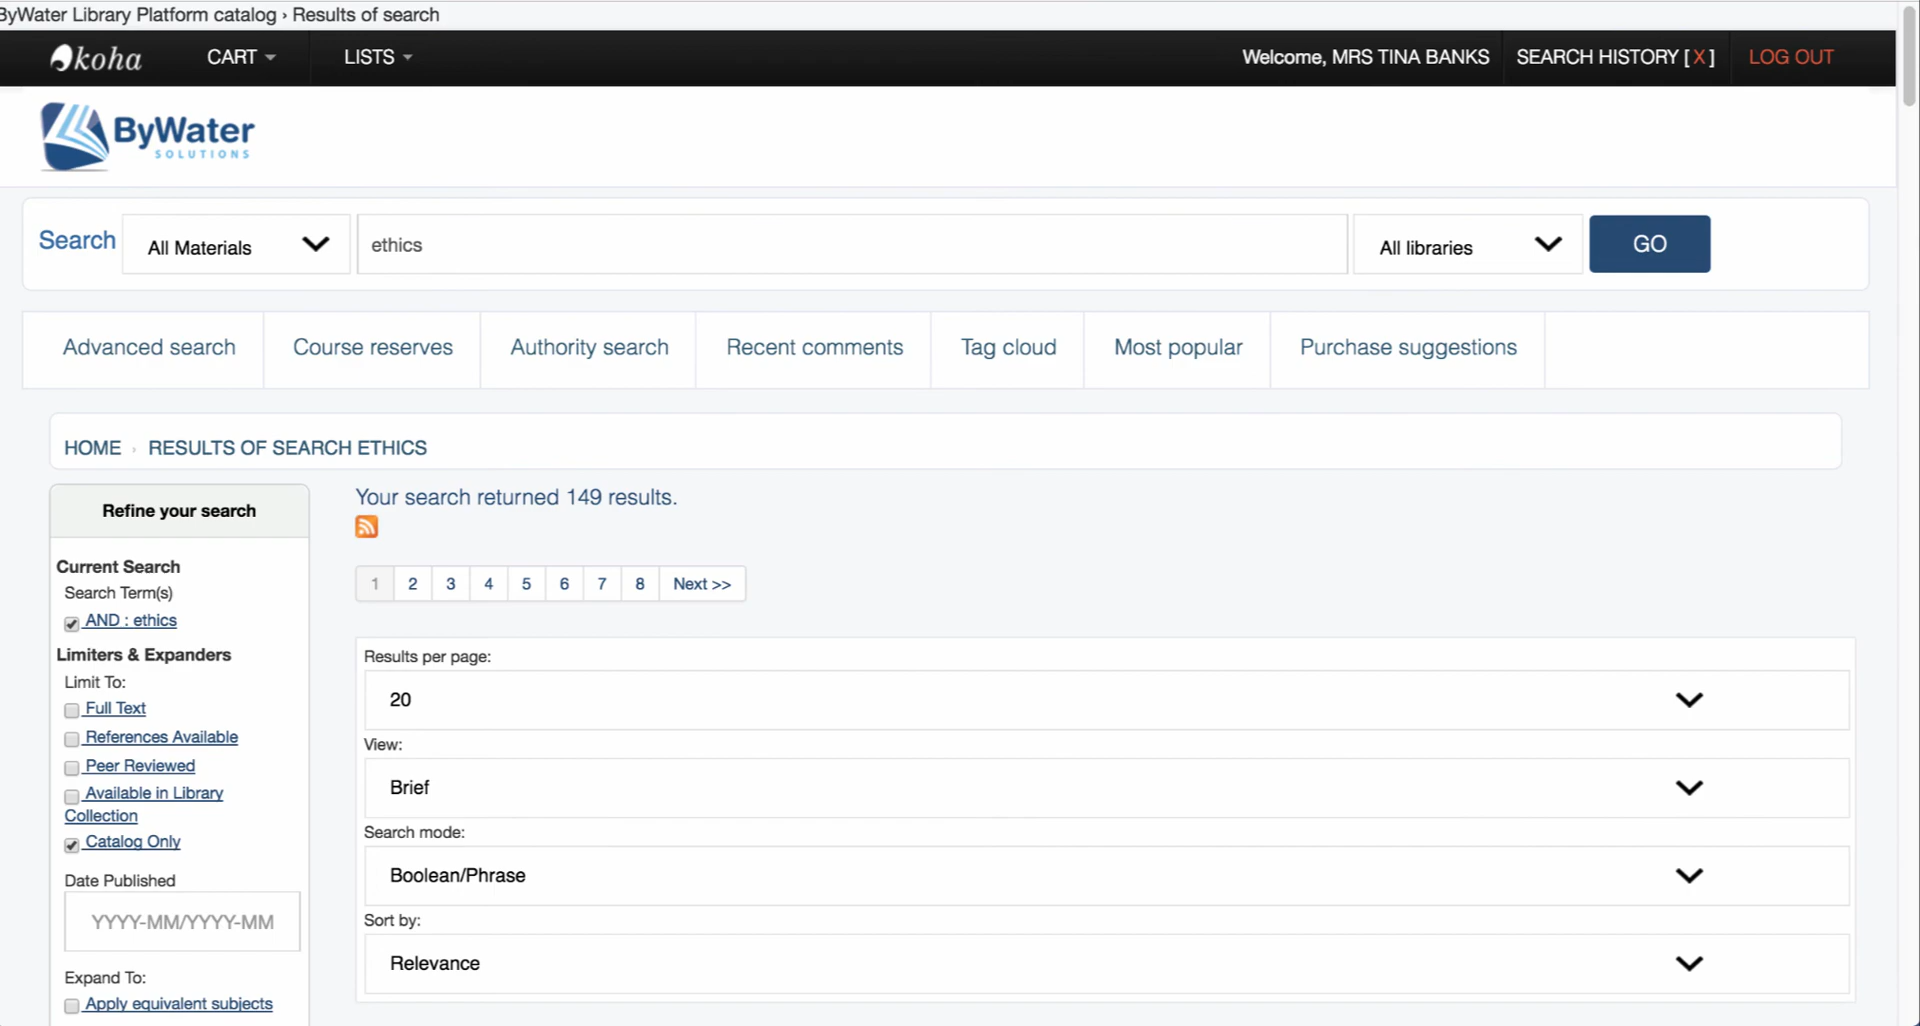 ByWater Library Platform catalog › Results of search
koha CART LISTS Welcome, MRS TINA BANKS SEARCH HISTORY [ X ] LOG OUT
ByWater
SOLUTIONS
Search All Materials ethics All libraries GO
Advanced search Course reserves Authority search Recent comments Tag cloud Most popular Purchase suggestions
HOME › RESULTS OF SEARCH ETHICS
Refine your search
Current Search
Search Term(s)
AND : ethics
Limiters & Expanders
Limit To:
Full Text
References Available
Peer Reviewed
Available in Library
Collection
Catalog Only
Date Published
YYYY-MM/YYYY-MM
Expand To:
Apply equivalent subjects
Your search returned 149 results.
1 2 3 4 5 6 7 8 Next >>
Results per page:
20
View:
Brief
Search mode:
Boolean/Phrase
Sort by:
Relevance